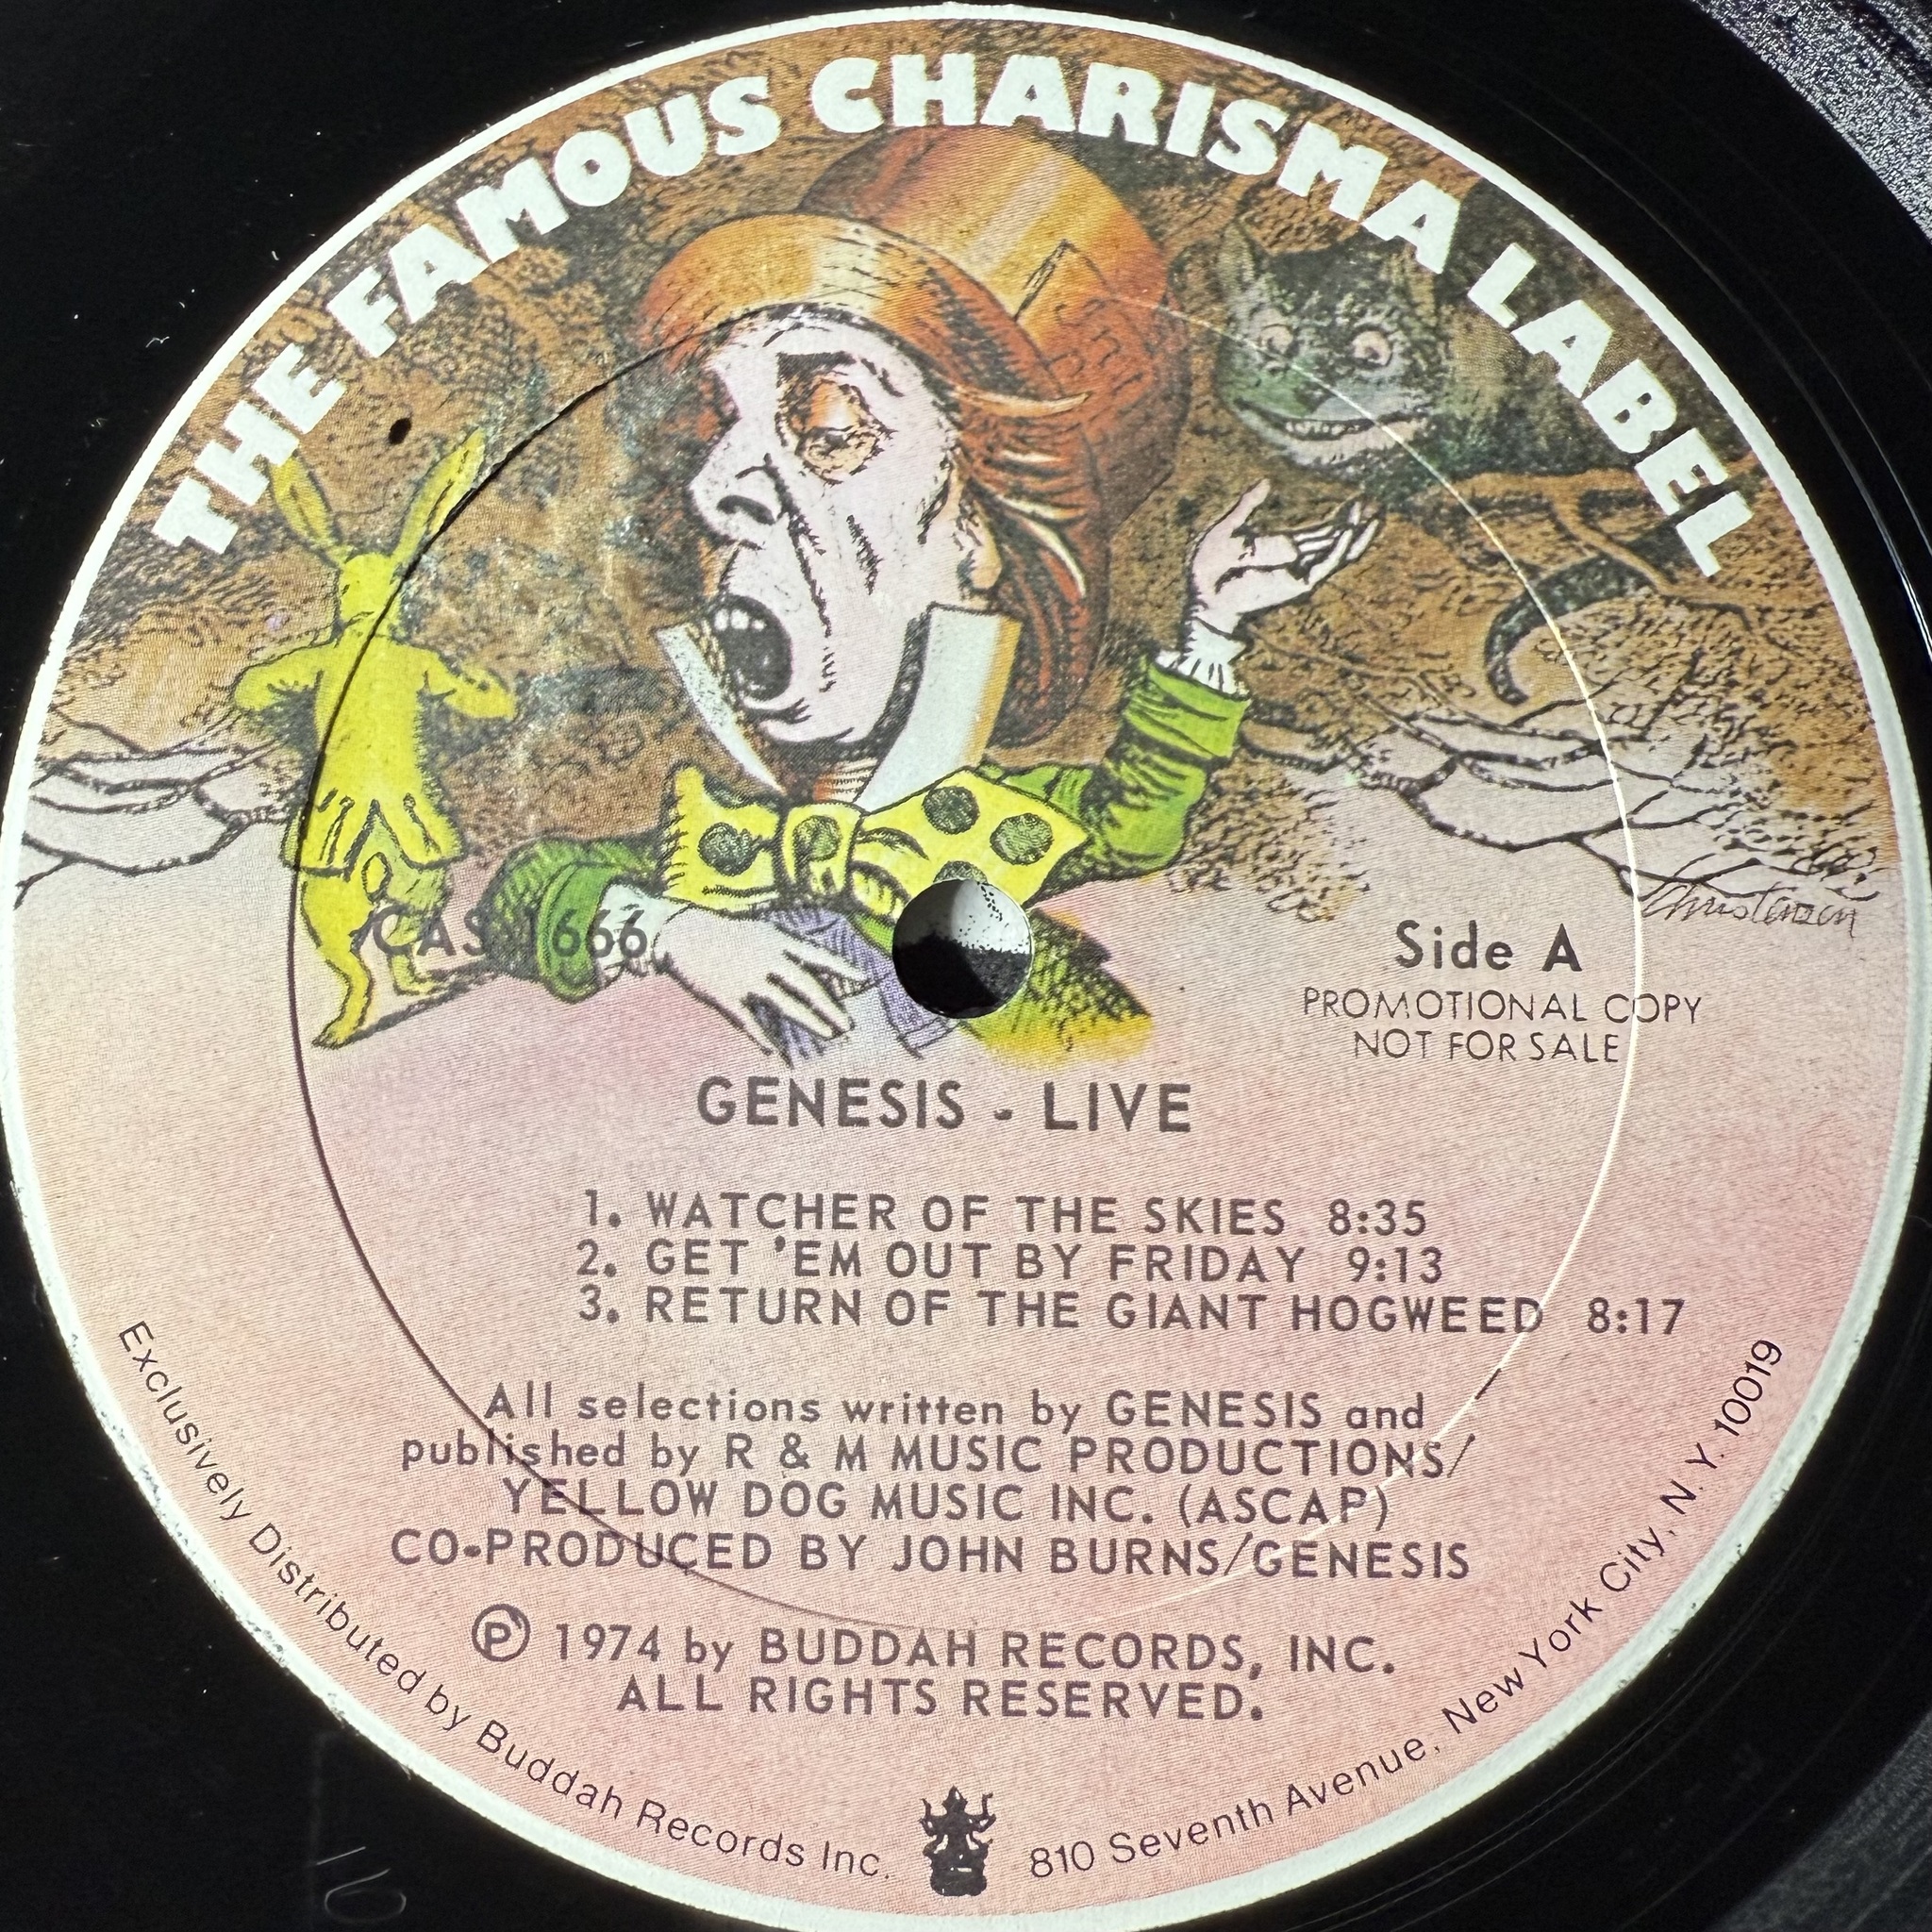 THE FAMOUS CHARISMA LABEL
Christensen
CAS 1666
Side A
PROMOTIONAL COPY
NOT FOR SALE
GENESIS - LIVE
1. WATCHER OF THE SKIES 8:35
2. GET 'EM OUT BY FRIDAY 9:13
3. RETURN OF THE GIANT HOGWEED 8:17
All selections written by GENESIS and
published by R & M MUSIC PRODUCTIONS/
YELLOW DOG MUSIC INC. (ASCAP)
CO-PRODUCED BY JOHN BURNS/GENESIS
Ⓟ 1974 by BUDDAH RECORDS, INC.
ALL RIGHTS RESERVED.
Exclusively Distributed by Buddah Records Inc. 810 Seventh Avenue, New York City, N.Y. 10019